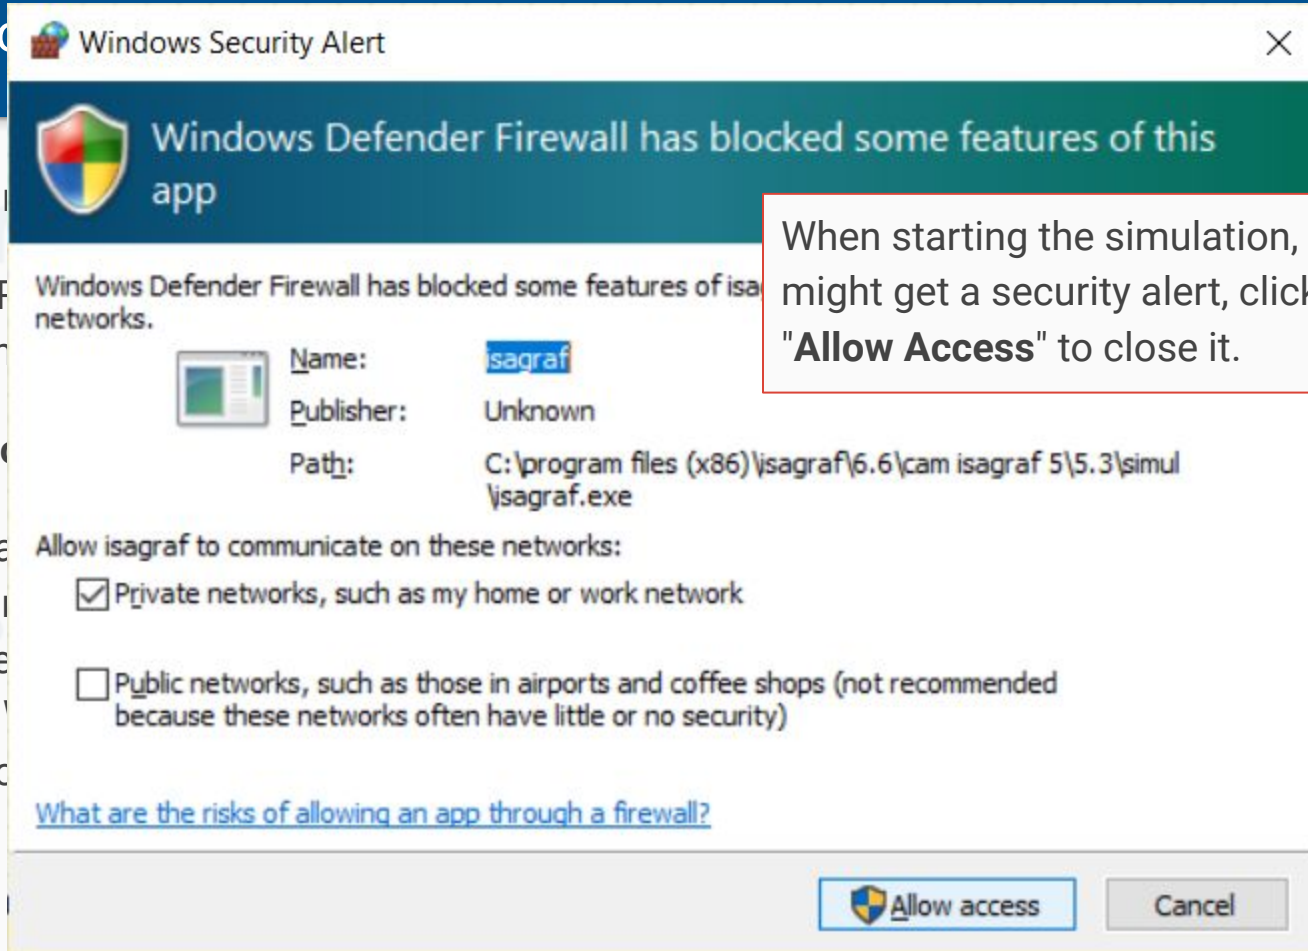 Windows Security Alert
Windows Defender Firewall has blocked some features of this
app
When starting the simulation,
might get a security alert, click
"Allow Access" to close it.
Windows Defender Firewall has blocked some features of
networks.
Name: isagraf
Publisher: Unknown
Path: C:\program files (x86)\isagraf\6.6\cam isagraf 5\5.3\simul
\isagraf.exe
Allow isagraf to communicate on these networks:
Private networks, such as my home or work network
Public networks, such as those in airports and coffee shops (not recommended
because these networks often have little or no security)
What are the risks of allowing an app through a firewall?
Allow access Cancel